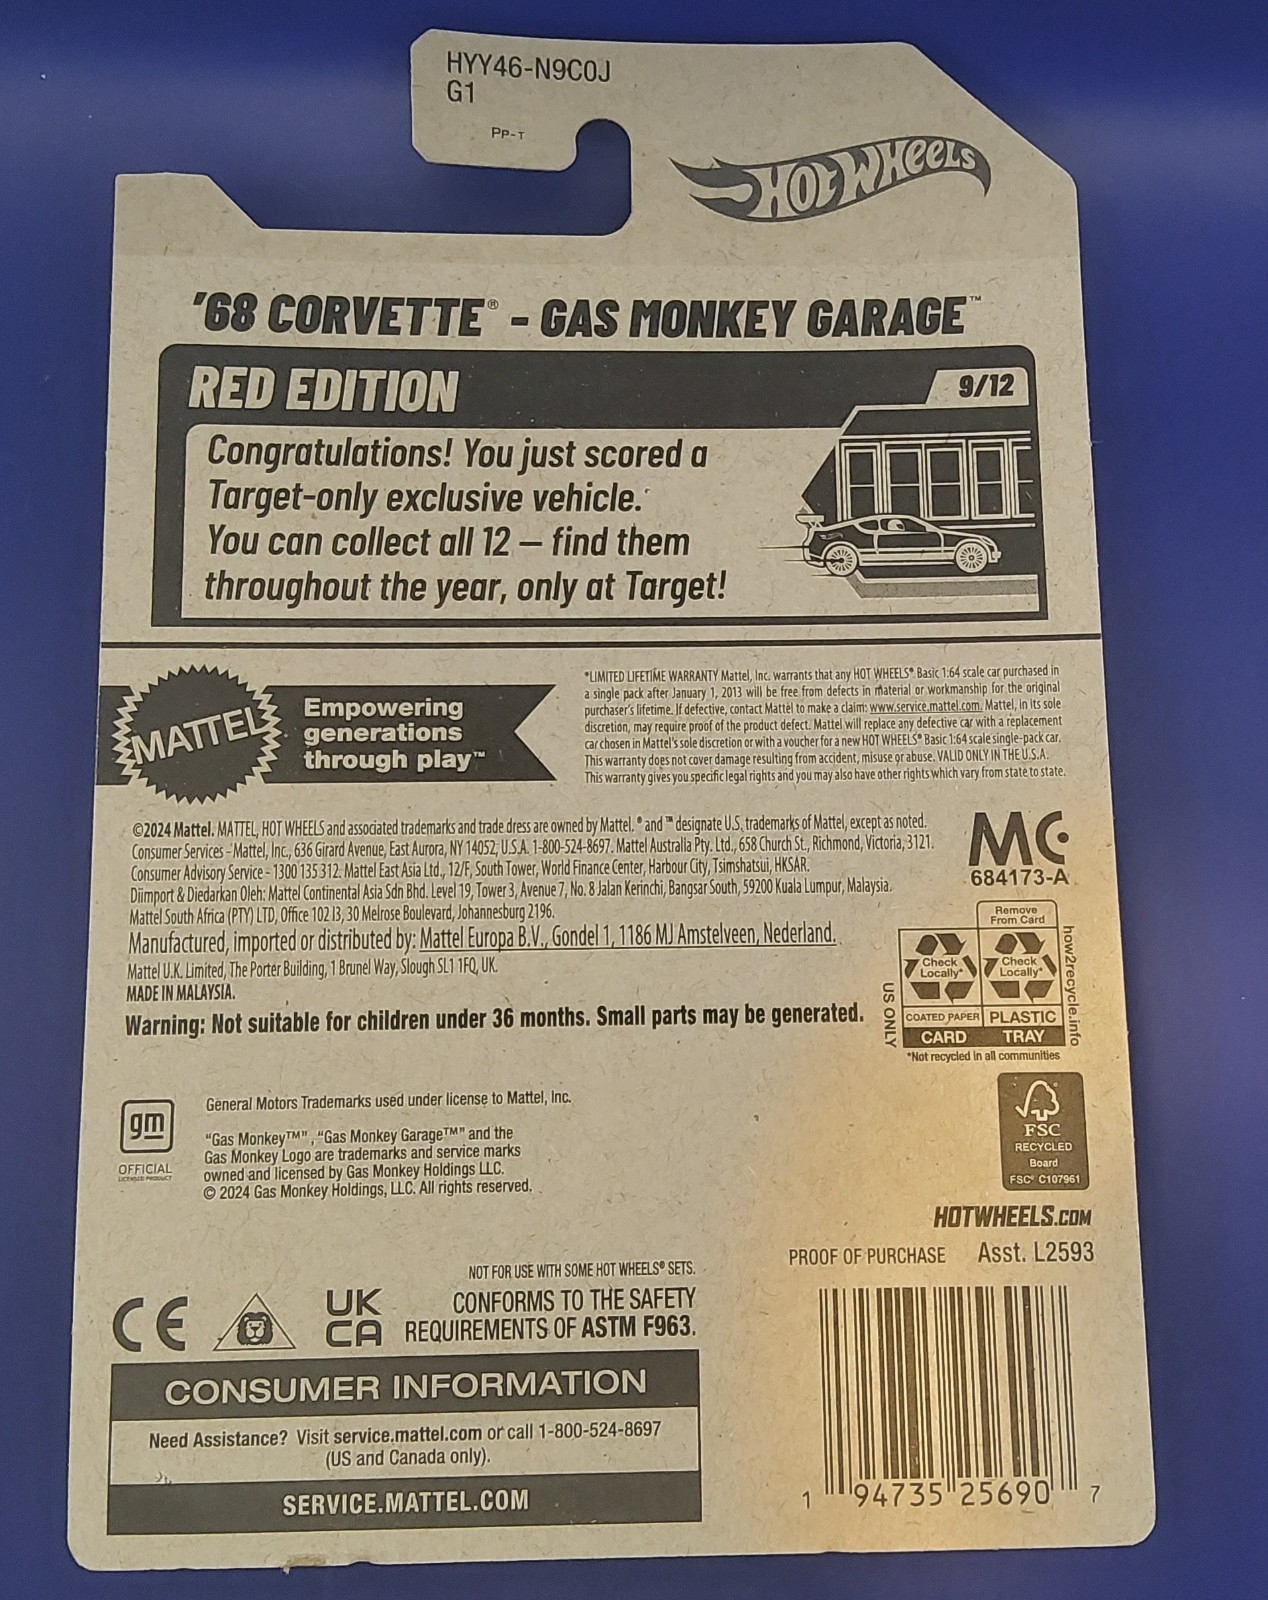 HYY46-N9C0J
G1
PP-T
HOT WHEELS
'68 CORVETTE® - GAS MONKEY GARAGE™
RED EDITION
9/12
Congratulations! You just scored a
Target-only exclusive vehicle.
You can collect all 12 – find them
throughout the year, only at Target!
MATTEL
Empowering
generations
through play™
*LIMITED LIFETIME WARRANTY Mattel, Inc. warrants that any HOT WHEELS® Basic 1:64 scale car purchased in
a single pack after January 1, 2013 will be free from defects in material or workmanship for the original
purchaser's lifetime. If defective, contact Mattel to make a claim: www.service.mattel.com. Mattel, in its sole
discretion, may require proof of the product defect. Mattel will replace any defective car with a replacement
car chosen in Mattel's sole discretion or with a voucher for a new HOT WHEELS® Basic 1:64 scale single-pack car.
This warranty does not cover damage resulting from accident, misuse or abuse. VALID ONLY IN THE U.S.A.
This warranty gives you specific legal rights and you may also have other rights which vary from state to state.
©2024 Mattel. MATTEL, HOT WHEELS and associated trademarks and trade dress are owned by Mattel. ® and ™ designate U.S. trademarks of Mattel, except as noted.
Consumer Services - Mattel, Inc., 636 Girard Avenue, East Aurora, NY 14052, U.S.A. 1-800-524-8697. Mattel Australia Pty. Ltd., 658 Church St., Richmond, Victoria, 3121.
Consumer Advisory Service - 1300 135 312. Mattel East Asia Ltd., 12/F, South Tower, World Finance Center, Harbour City, Tsimshatsui, HKSAR.
Diimport & Diedarkan Oleh: Mattel Continental Asia Sdn Bhd. Level 19, Tower 3, Avenue 7, No. 8 Jalan Kerinchi, Bangsar South, 59200 Kuala Lumpur, Malaysia.
Mattel South Africa (PTY) LTD, Office 102 I3, 30 Melrose Boulevard, Johannesburg 2196.
Manufactured, imported or distributed by: Mattel Europa B.V., Gondel 1, 1186 MJ Amstelveen, Nederland.
Mattel U.K. Limited, The Porter Building, 1 Brunel Way, Slough SL1 1FQ, UK.
MADE IN MALAYSIA.
Warning: Not suitable for children under 36 months. Small parts may be generated.
MC
684173-A
Remove
From Card
Check
Locally*
Check
Locally*
COATED PAPER
PLASTIC
CARD
TRAY
US ONLY
how2recycle.info
*Not recycled in all communities
gm
OFFICIAL
LICENSED PRODUCT
General Motors Trademarks used under license to Mattel, Inc.
"Gas Monkey™", "Gas Monkey Garage™" and the
Gas Monkey Logo are trademarks and service marks
owned and licensed by Gas Monkey Holdings LLC.
© 2024 Gas Monkey Holdings, LLC. All rights reserved.
FSC
RECYCLED
Board
FSC® C107961
HOTWHEELS.COM
PROOF OF PURCHASE Asst. L2593
NOT FOR USE WITH SOME HOT WHEELS® SETS.
CONFORMS TO THE SAFETY
REQUIREMENTS OF ASTM F963.
CE
UK
CA
CONSUMER INFORMATION
Need Assistance? Visit service.mattel.com or call 1-800-524-8697
(US and Canada only).
SERVICE.MATTEL.COM
1 94735 25690 7